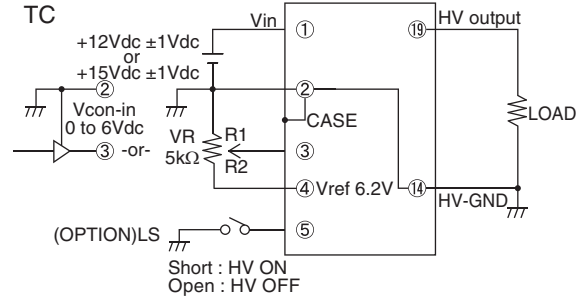 TC
Vin
①
⑲
HV output
+12Vdc ±1Vdc
or
+15Vdc ±1Vdc
②
②
Vcon-in
0 to 6Vdc
CASE
LOAD
③ -or-
VR
5kΩ
R1
R2
③
④ Vref 6.2V
⑭
HV-GND
(OPTION)LS
⑤
Short : HV ON
Open : HV OFF